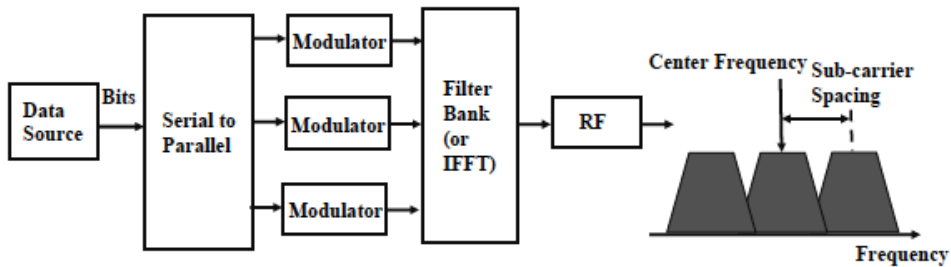 Data
Source
Bits
Serial to
Parallel
Modulator
Modulator
Modulator
Filter
Bank
(or
IFFT)
RF
Center Frequency
Sub-carrier
Spacing
Frequency